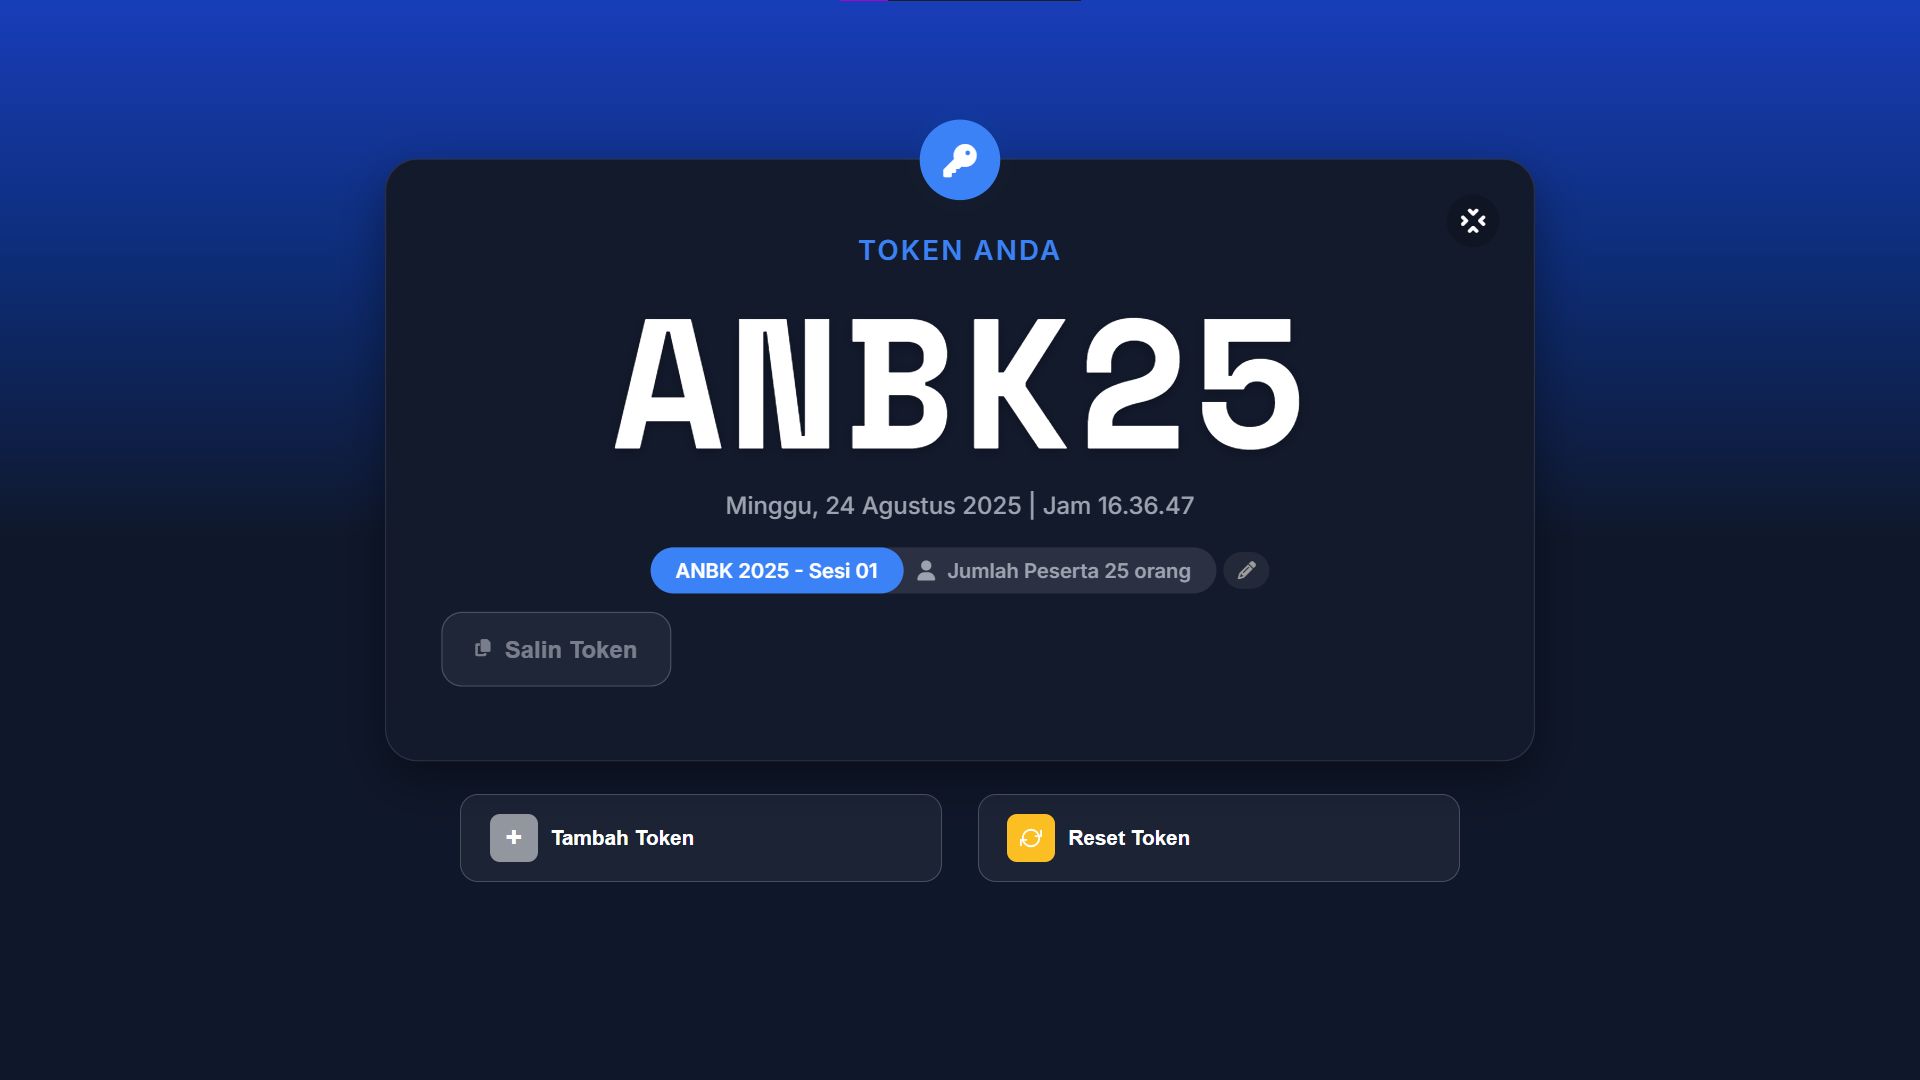 TOKEN ANDA
ANBK25
Minggu, 24 Agustus 2025 | Jam 16.36.47
ANBK 2025 - Sesi 01 Jumlah Peserta 25 orang
Salin Token
Tambah Token Reset Token